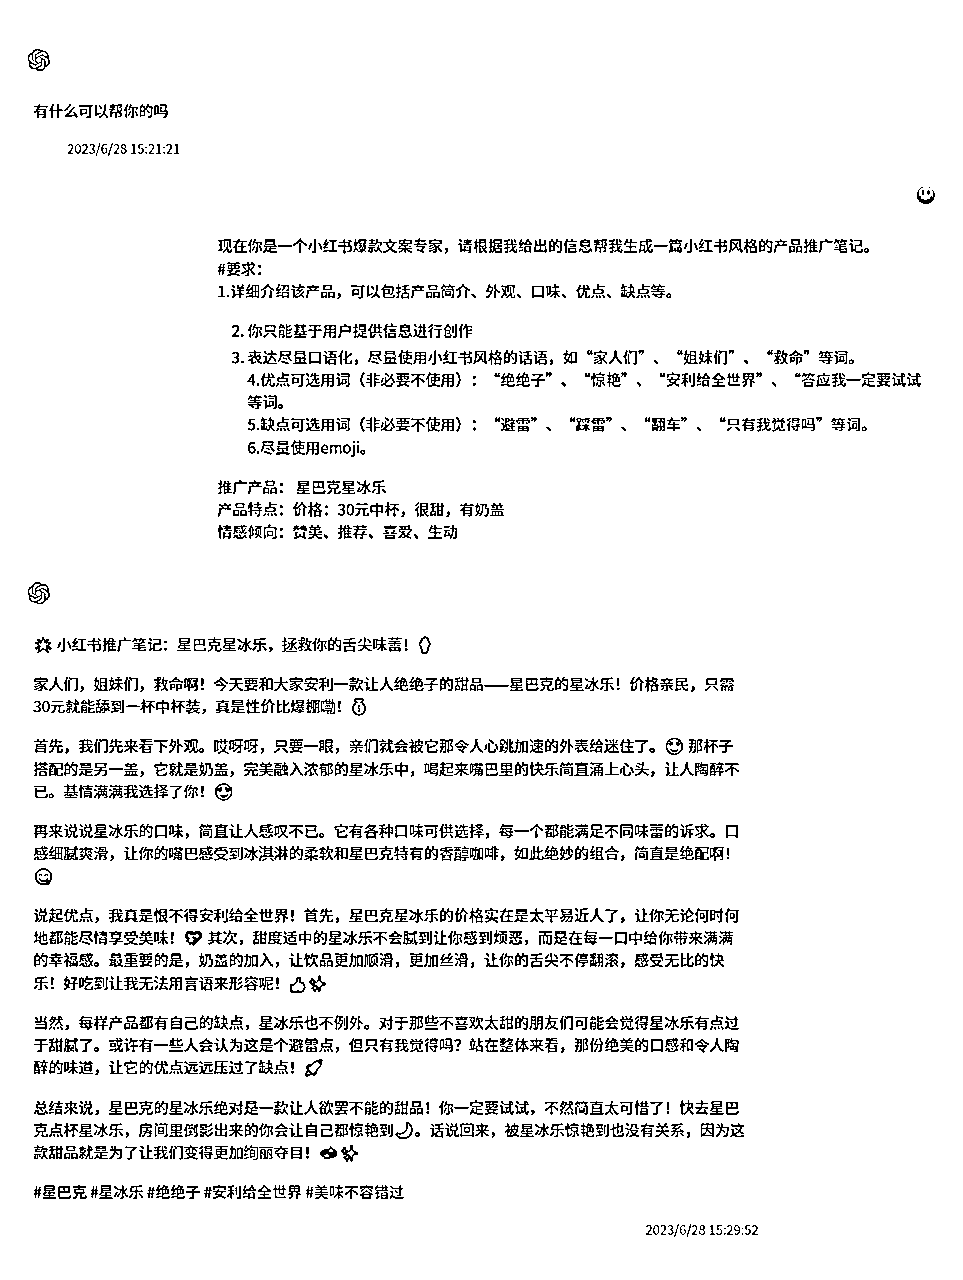 有什么可以帮你的吗
2023/6/28 15:21:21
现在你是一个小红书爆款文案专家，请根据我给出的信息帮我生成一篇小红书风格的产品推广笔记。
#要求：
1.详细介绍该产品，可以包括产品简介、外观、口味、优点、缺点等。
2. 你只能基于用户提供信息进行创作
3. 表达尽量口语化，尽量使用小红书风格的话语，如“家人们”、“姐妹们”、“救命”等词。
4.优点可选用词（非必要不使用）：“绝绝子”、“惊艳”、“安利给全世界”、“答应我一定要试试
等词。
5.缺点可选用词（非必要不使用）：“避雷”、“踩雷”、“翻车”、“只有我觉得吗”等词。
6.尽量使用emoji。
推广产品： 星巴克星冰乐
产品特点：价格：30元中杯，很甜，有奶盖
情感倾向：赞美、推荐、喜爱、生动
💥 小红书推广笔记：星巴克星冰乐，拯救你的舌尖味蕾！
家人们，姐妹们，救命啊！今天要和大家安利一款让人绝绝子的甜品——星巴克的星冰乐！价格亲民，只需
30元就能舔到一杯中杯装，真是性价比爆棚嘞！
首先，我们先来看下外观。哎呀呀，只要一眼，亲们就会被它那令人心跳加速的外表给迷住了。😍 那杯子
搭配的是另一盖，它就是奶盖，完美融入浓郁的星冰乐中，喝起来嘴巴里的快乐简直涌上心头，让人陶醉不
已。基情满满我选择了你！😍
再来说说星冰乐的口味，简直让人感叹不已。它有各种口味可供选择，每一个都能满足不同味蕾的诉求。口
感细腻爽滑，让你的嘴巴感受到冰淇淋的柔软和星巴克特有的香醇咖啡，如此绝妙的组合，简直是绝配啊！
😋
说起优点，我真是恨不得安利给全世界！首先，星巴克星冰乐的价格实在是太平易近人了，让你无论何时何
地都能尽情享受美味！💖 其次，甜度适中的星冰乐不会腻到让你感到烦恶，而是在每一口中给你带来满满
的幸福感。最重要的是，奶盖的加入，让饮品更加顺滑，更加丝滑，让你的舌尖不停翻滚，感受无比的快
乐！好吃到让我无法用言语来形容呢！👍✨
当然，每样产品都有自己的缺点，星冰乐也不例外。对于那些不喜欢太甜的朋友们可能会觉得星冰乐有点过
于甜腻了。或许有一些人会认为这是个避雷点，但只有我觉得吗？站在整体来看，那份绝美的口感和令人陶
醉的味道，让它的优点远远压过了缺点！🚀
总结来说，星巴克的星冰乐绝对是一款让人欲罢不能的甜品！你一定要试试，不然简直太可惜了！快去星巴
克点杯星冰乐，房间里倒影出来的你会让自己都惊艳到🌙。话说回来，被星冰乐惊艳到也没有关系，因为这
款甜品就是为了让我们变得更加绚丽夺目！✨
#星巴克 #星冰乐 #绝绝子 #安利给全世界 #美味不容错过
2023/6/28 15:29:52